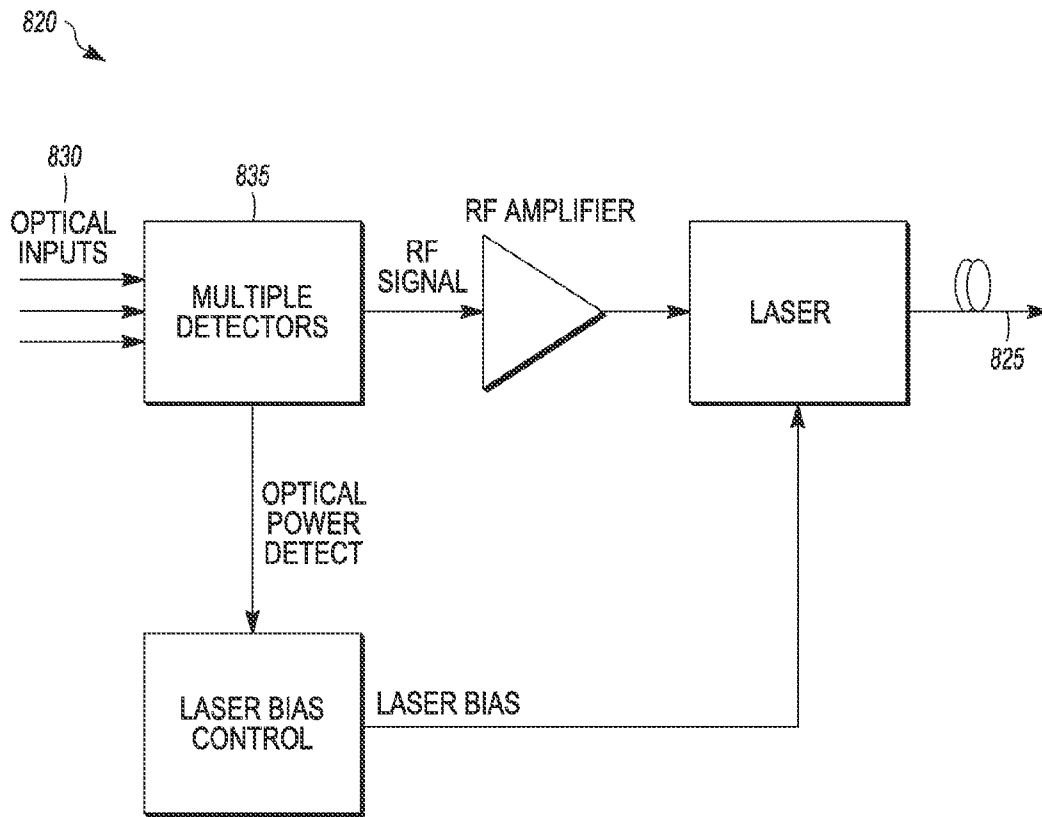 820
830
OPTICAL
INPUTS
835
MULTIPLE
DETECTORS
RF
SIGNAL
RF AMPLIFIER
LASER
825
OPTICAL
POWER
DETECT
LASER BIAS
CONTROL
LASER BIAS